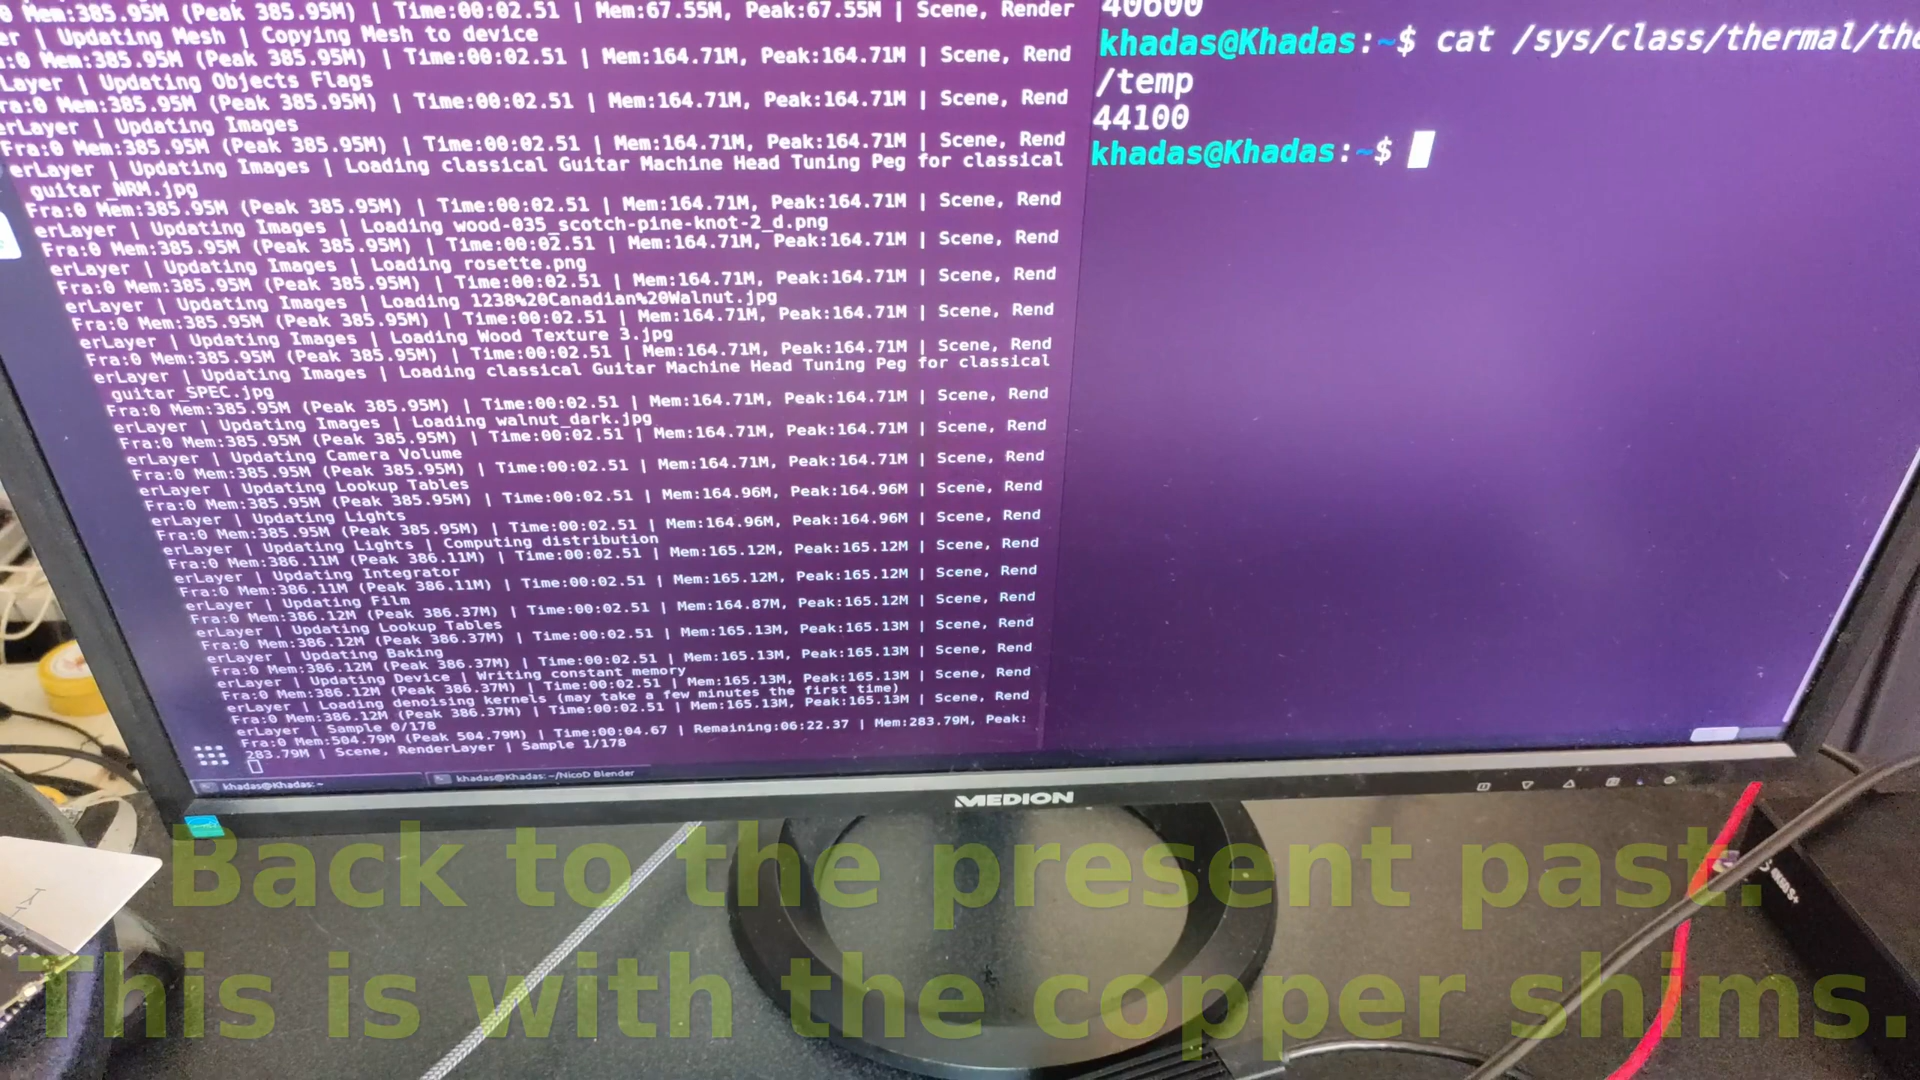 0 Mem:385.95M (Peak 385.95M) | Time:00:02.51 | Mem:67.55M, Peak:67.55M | Scene, Render
er | Updating Mesh | Copying Mesh to device
:0 Mem:385.95M (Peak 385.95M) | Time:00:02.51 | Mem:164.71M, Peak:164.71M | Scene, Rend
Layer | Updating Objects Flags
ra:0 Mem:385.95M (Peak 385.95M) | Time:00:02.51 | Mem:164.71M, Peak:164.71M | Scene, Rend
erLayer | Updating Images
Fra:0 Mem:385.95M (Peak 385.95M) | Time:00:02.51 | Mem:164.71M, Peak:164.71M | Scene, Rend
erLayer | Updating Images | Loading classical Guitar Machine Head Tuning Peg for classical
guitar_NRM.jpg
Fra:0 Mem:385.95M (Peak 385.95M) | Time:00:02.51 | Mem:164.71M, Peak:164.71M | Scene, Rend
erLayer | Updating Images | Loading wood-035_scotch-pine-knot-2_d.png
Fra:0 Mem:385.95M (Peak 385.95M) | Time:00:02.51 | Mem:164.71M, Peak:164.71M | Scene, Rend
erLayer | Updating Images | Loading rosette.png
Fra:0 Mem:385.95M (Peak 385.95M) | Time:00:02.51 | Mem:164.71M, Peak:164.71M | Scene, Rend
erLayer | Updating Images | Loading 1238%20Canadian%20Walnut.jpg
Fra:0 Mem:385.95M (Peak 385.95M) | Time:00:02.51 | Mem:164.71M, Peak:164.71M | Scene, Rend
erLayer | Updating Images | Loading Wood Texture 3.jpg
Fra:0 Mem:385.95M (Peak 385.95M) | Time:00:02.51 | Mem:164.71M, Peak:164.71M | Scene, Rend
erLayer | Updating Images | Loading classical Guitar Machine Head Tuning Peg for classical
guitar_SPEC.jpg
Fra:0 Mem:385.95M (Peak 385.95M) | Time:00:02.51 | Mem:164.71M, Peak:164.71M | Scene, Rend
erLayer | Updating Images | Loading walnut_dark.jpg
Fra:0 Mem:385.95M (Peak 385.95M) | Time:00:02.51 | Mem:164.71M, Peak:164.71M | Scene, Rend
erLayer | Updating Camera Volume
Fra:0 Mem:385.95M (Peak 385.95M) | Time:00:02.51 | Mem:164.71M, Peak:164.71M | Scene, Rend
erLayer | Updating Lookup Tables
Fra:0 Mem:385.95M (Peak 385.95M) | Time:00:02.51 | Mem:164.96M, Peak:164.96M | Scene, Rend
erLayer | Updating Lights
Fra:0 Mem:385.95M (Peak 385.95M) | Time:00:02.51 | Mem:164.96M, Peak:164.96M | Scene, Rend
erLayer | Updating Lights | Computing distribution
Fra:0 Mem:386.11M (Peak 386.11M) | Time:00:02.51 | Mem:165.12M, Peak:165.12M | Scene, Rend
erLayer | Updating Integrator
Fra:0 Mem:386.11M (Peak 386.11M) | Time:00:02.51 | Mem:165.12M, Peak:165.12M | Scene, Rend
erLayer | Updating Film
Fra:0 Mem:386.12M (Peak 386.37M) | Time:00:02.51 | Mem:164.87M, Peak:165.12M | Scene, Rend
erLayer | Updating Lookup Tables
Fra:0 Mem:386.12M (Peak 386.37M) | Time:00:02.51 | Mem:165.13M, Peak:165.13M | Scene, Rend
erLayer | Updating Baking
Fra:0 Mem:386.12M (Peak 386.37M) | Time:00:02.51 | Mem:165.13M, Peak:165.13M | Scene, Rend
erLayer | Updating Device | Writing constant memory
Fra:0 Mem:386.12M (Peak 386.37M) | Time:00:02.51 | Mem:165.13M, Peak:165.13M | Scene, Rend
erLayer | Loading denoising kernels (may take a few minutes the first time)
Fra:0 Mem:386.12M (Peak 386.37M) | Time:00:02.51 | Mem:165.13M, Peak:165.13M | Scene, Rend
erLayer | Sample 0/178
Fra:0 Mem:504.79M (Peak 504.79M) | Time:00:04.67 | Remaining:06:22.37 | Mem:283.79M, Peak:
283.79M | Scene, RenderLayer | Sample 1/178
khadas@Khadas: ~
khadas@Khadas: ~/NicoD Blender
40600
khadas@Khadas:~$ cat /sys/class/thermal/the
/temp
44100
khadas@Khadas:~$
MEDION
Back to the present past.
This is with the copper shims.